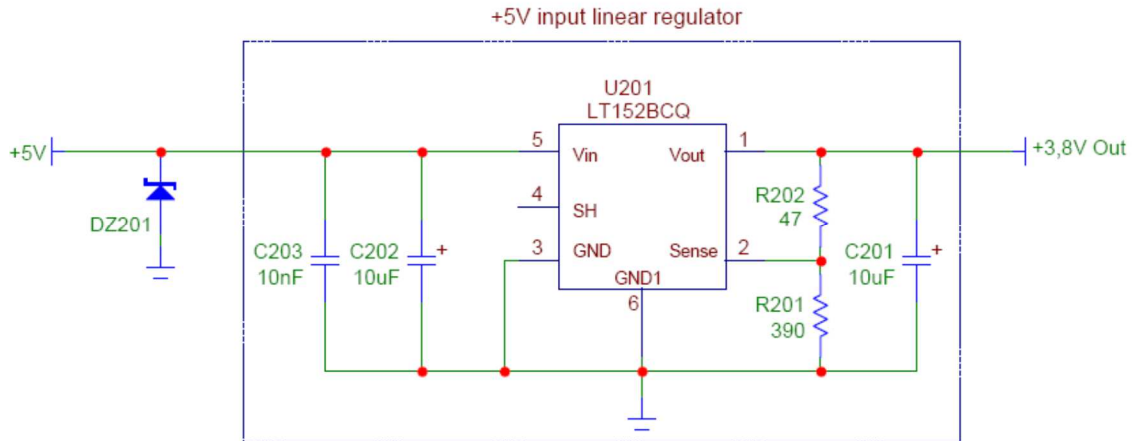 +5V input linear regulator
U201
LT152BCQ
+5V
5
Vin
Vout
1
+3,8V Out
4
SH
R202
47
DZ201
C203
10nF
C202
10uF
+
3
GND
Sense
2
C201
10uF
+
GND1
6
R201
390